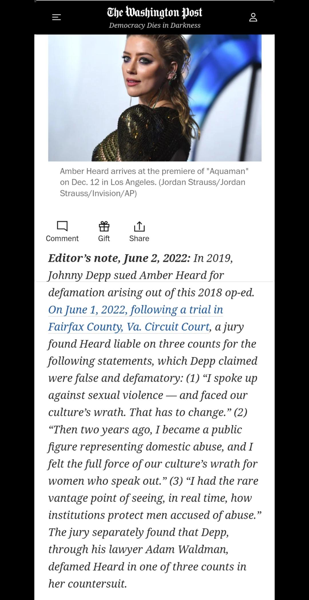 The Washington Post
Democracy Dies in Darkness
Amber Heard arrives at the premiere of "Aquaman"
on Dec. 12 in Los Angeles. (Jordan Strauss/Jordan
Strauss/Invision/AP)
Comment Gift Share
Editor’s note, June 2, 2022: In 2019,
Johnny Depp sued Amber Heard for
defamation arising out of this 2018 op-ed.
On June 1, 2022, following a trial in
Fairfax County, Va. Circuit Court, a jury
found Heard liable on three counts for the
following statements, which Depp claimed
were false and defamatory: (1) “I spoke up
against sexual violence — and faced our
culture’s wrath. That has to change.” (2)
“Then two years ago, I became a public
figure representing domestic abuse, and I
felt the full force of our culture’s wrath for
women who speak out.” (3) “I had the rare
vantage point of seeing, in real time, how
institutions protect men accused of abuse.”
The jury separately found that Depp,
through his lawyer Adam Waldman,
defamed Heard in one of three counts in
her countersuit.